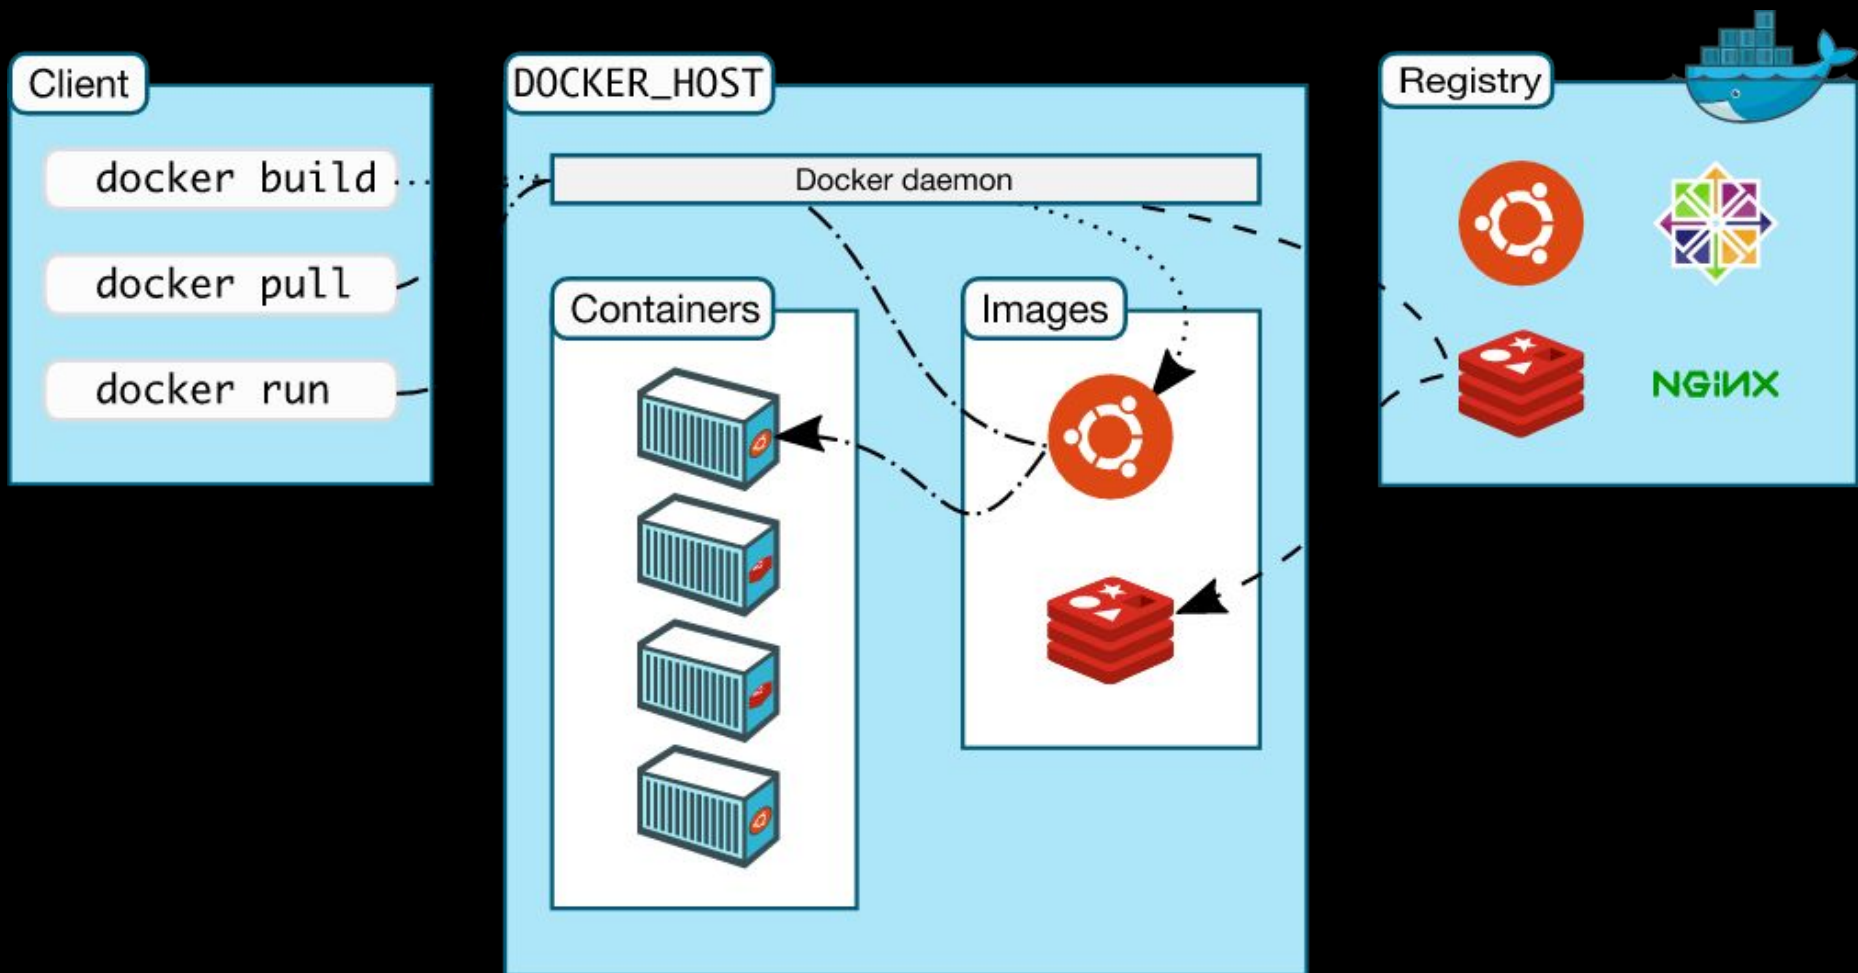 Client
docker build
docker pull
docker run
DOCKER_HOST
Docker daemon
Containers
Images
Registry
NGiNX